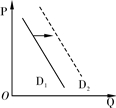 P
D₁ D₂
O Q